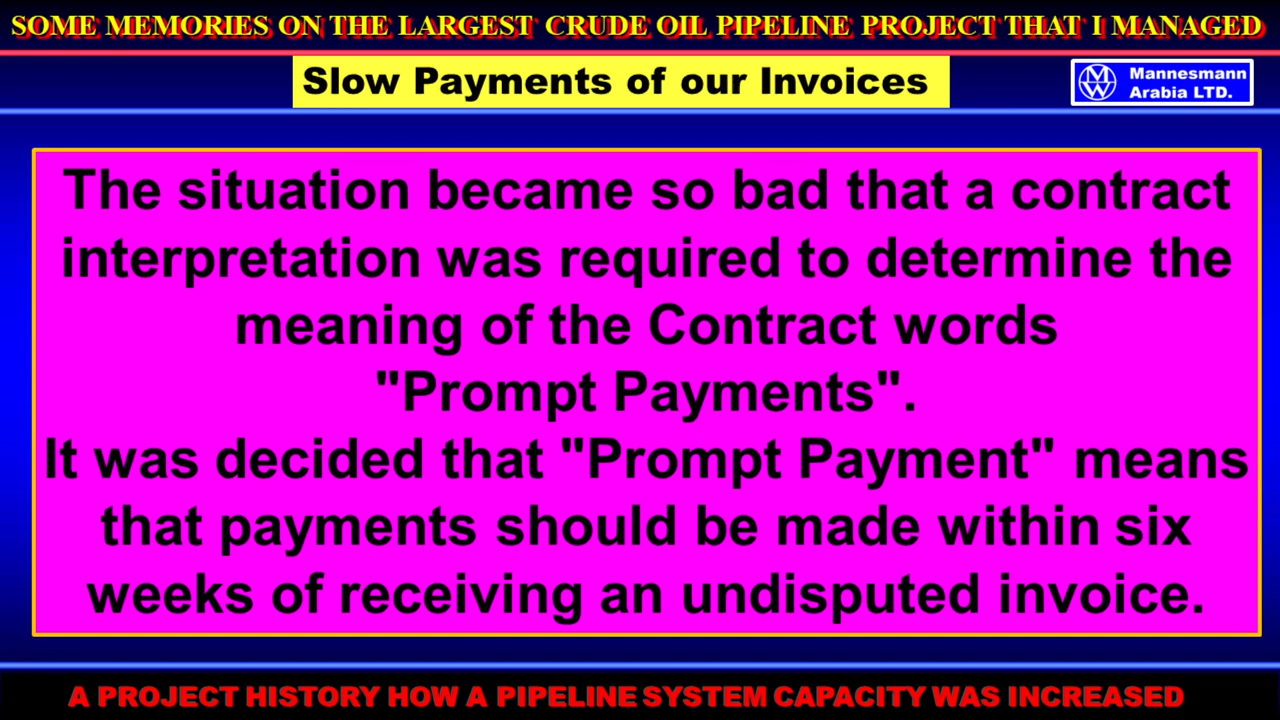 SOME MEMORIES ON THE LARGEST CRUDE OIL PIPELINE PROJECT THAT I MANAGED
Slow Payments of our Invoices
Mannesmann
Arabia LTD.
The situation became so bad that a contract
interpretation was required to determine the
meaning of the Contract words
"Prompt Payments".
It was decided that "Prompt Payment" means
that payments should be made within six
weeks of receiving an undisputed invoice.
A PROJECT HISTORY HOW A PIPELINE SYSTEM CAPACITY WAS INCREASED